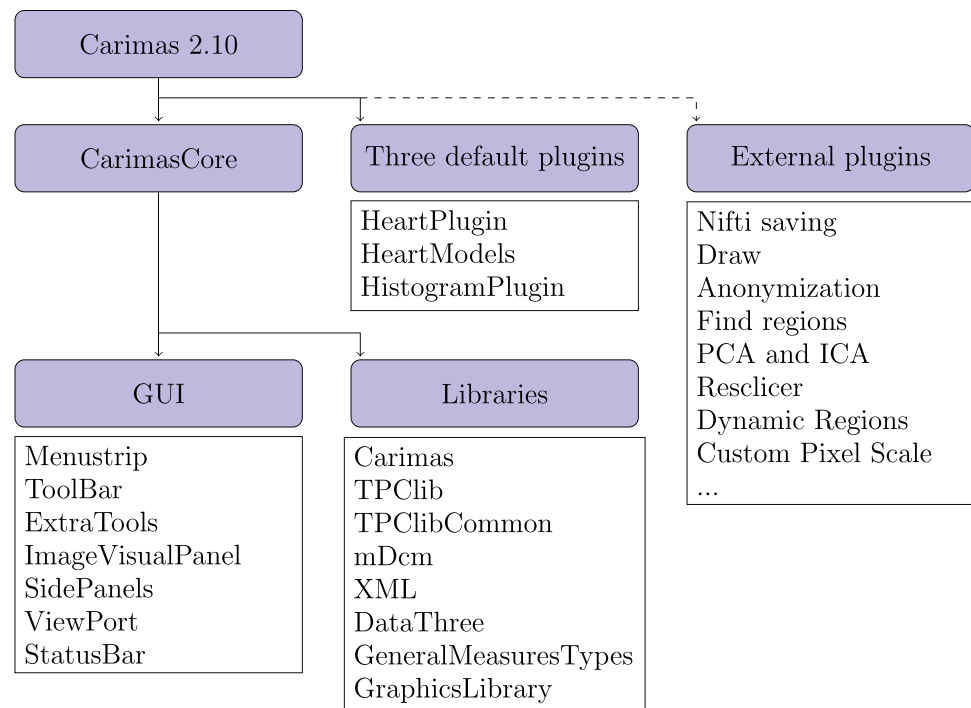 Carimas 2.10
CarimasCore
Three default plugins
External plugins
HeartPlugin
HeartModels
HistogramPlugin
Nifti saving
Draw
Anonymization
Find regions
PCA and ICA
Resclicer
Dynamic Regions
Custom Pixel Scale
...
GUI
Libraries
Menustrip
ToolBar
ExtraTools
ImageVisualPanel
SidePanels
ViewPort
StatusBar
Carimas
TPClib
TPClibCommon
mDcm
XML
DataThree
GeneralMeasuresTypes
GraphicsLibrary